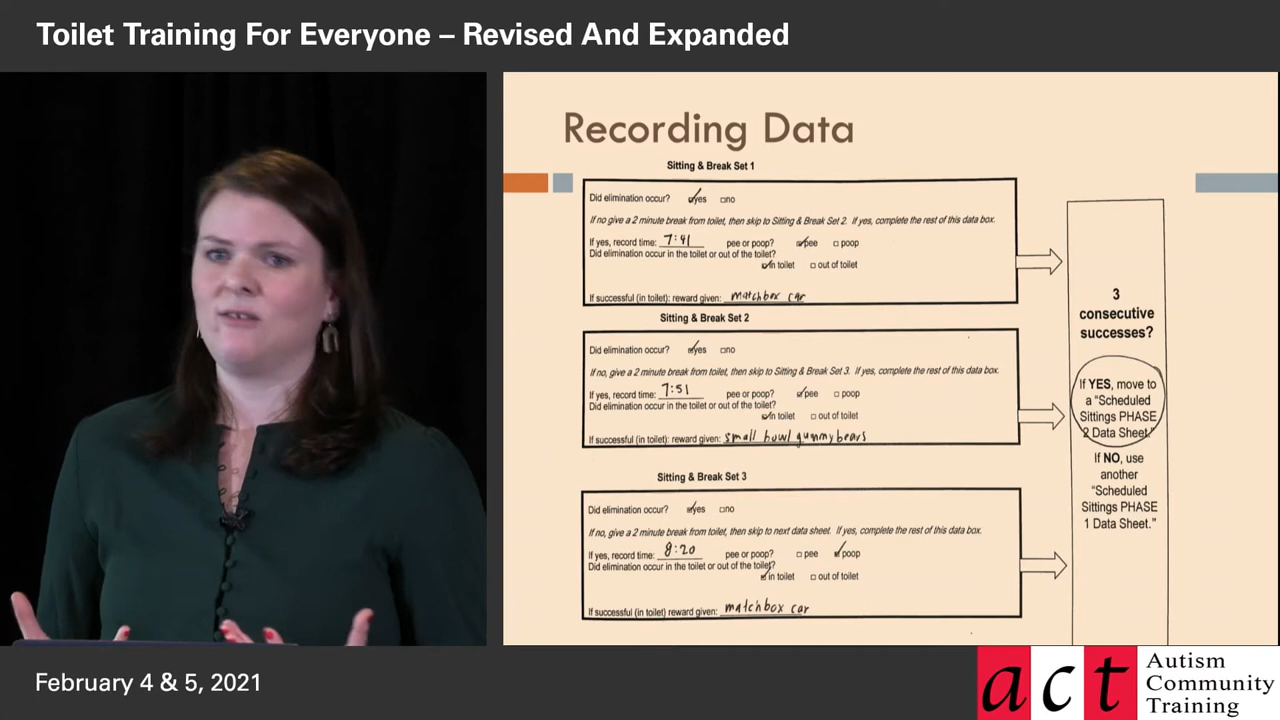 Toilet Training For Everyone – Revised And Expanded
Recording Data
Sitting & Break Set 1
Did elimination occur? yes no
If no give a 2 minute break from toilet, then skip to Sitting & Break Set 2. If yes, complete the rest of this data box.
If yes, record time: 7:41 pee or poop? pee poop
Did elimination occur in the toilet or out of the toilet?
in toilet out of toilet
If successful (in toilet): reward given: matchbox car
Sitting & Break Set 2
Did elimination occur? yes no
If no, give a 2 minute break from toilet, then skip to Sitting & Break Set 3. If yes, complete the rest of this data box.
If yes, record time: 7:51 pee or poop? pee poop
Did elimination occur in the toilet or out of the toilet?
in toilet out of toilet
If successful (in toilet): reward given: small bowl gummybears
Sitting & Break Set 3
Did elimination occur? yes no
If no, give a 2 minute break from toilet, then skip to next data sheet. If yes, complete the rest of this data box.
If yes, record time: 8:20 pee or poop? pee poop
Did elimination occur in the toilet or out of the toilet?
in toilet out of toilet
If successful (in toilet) reward given: matchbox car
3
consecutive
successes?
If YES, move to
a “Scheduled
Sittings PHASE
2 Data Sheet.”
If NO, use
another
“Scheduled
Sittings PHASE
1 Data Sheet.”
February 4 & 5, 2021
act
Autism
Community
Training